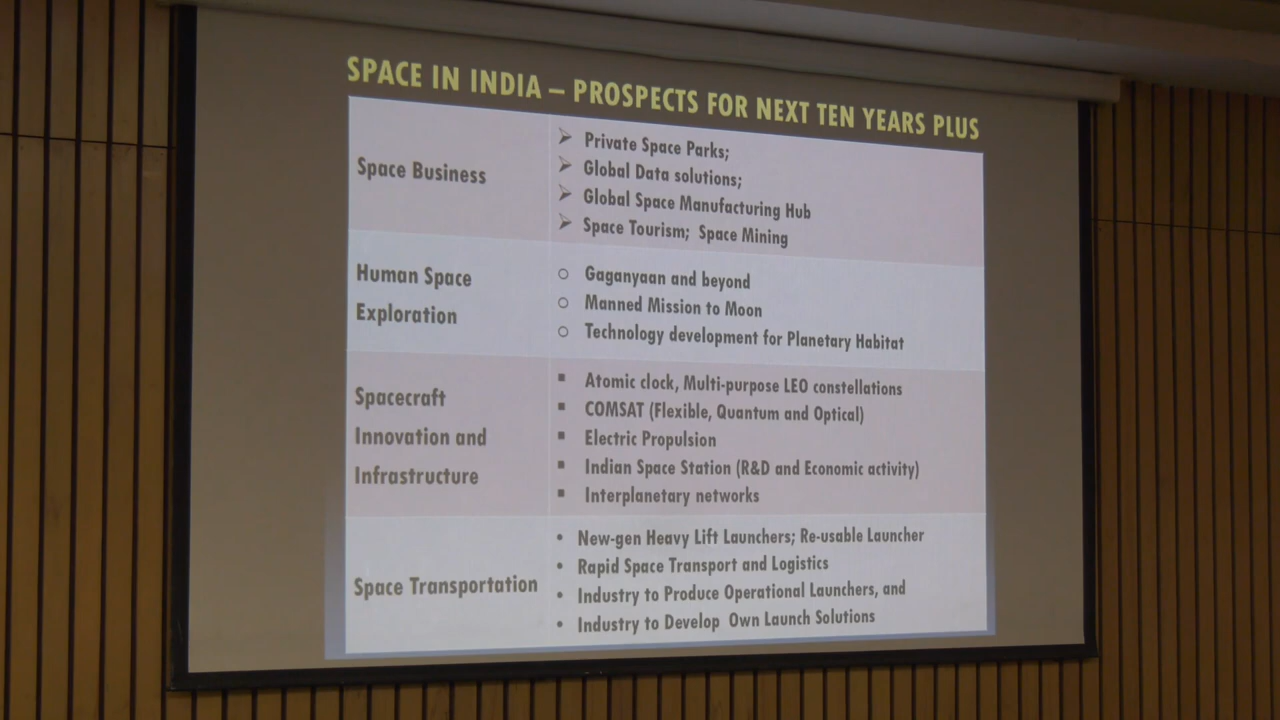 SPACE IN INDIA – PROSPECTS FOR NEXT TEN YEARS PLUS
Space Business
➢ Private Space Parks;
➢ Global Data solutions;
➢ Global Space Manufacturing Hub
➢ Space Tourism; Space Mining
Human Space
Exploration
o Gaganyaan and beyond
o Manned Mission to Moon
o Technology development for Planetary Habitat
Spacecraft
Innovation and
Infrastructure
▪ Atomic clock, Multi-purpose LEO constellations
▪ COMSAT (Flexible, Quantum and Optical)
▪ Electric Propulsion
▪ Indian Space Station (R&D and Economic activity)
▪ Interplanetary networks
Space Transportation
• New-gen Heavy Lift Launchers; Re-usable Launcher
• Rapid Space Transport and Logistics
• Industry to Produce Operational Launchers, and
• Industry to Develop Own Launch Solutions